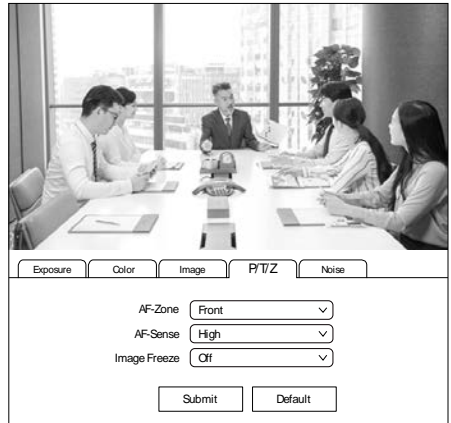 Exposure Color Image P/T/Z Noise
AF-Zone Front
AF-Sense High
Image Freeze Off
Submit Default